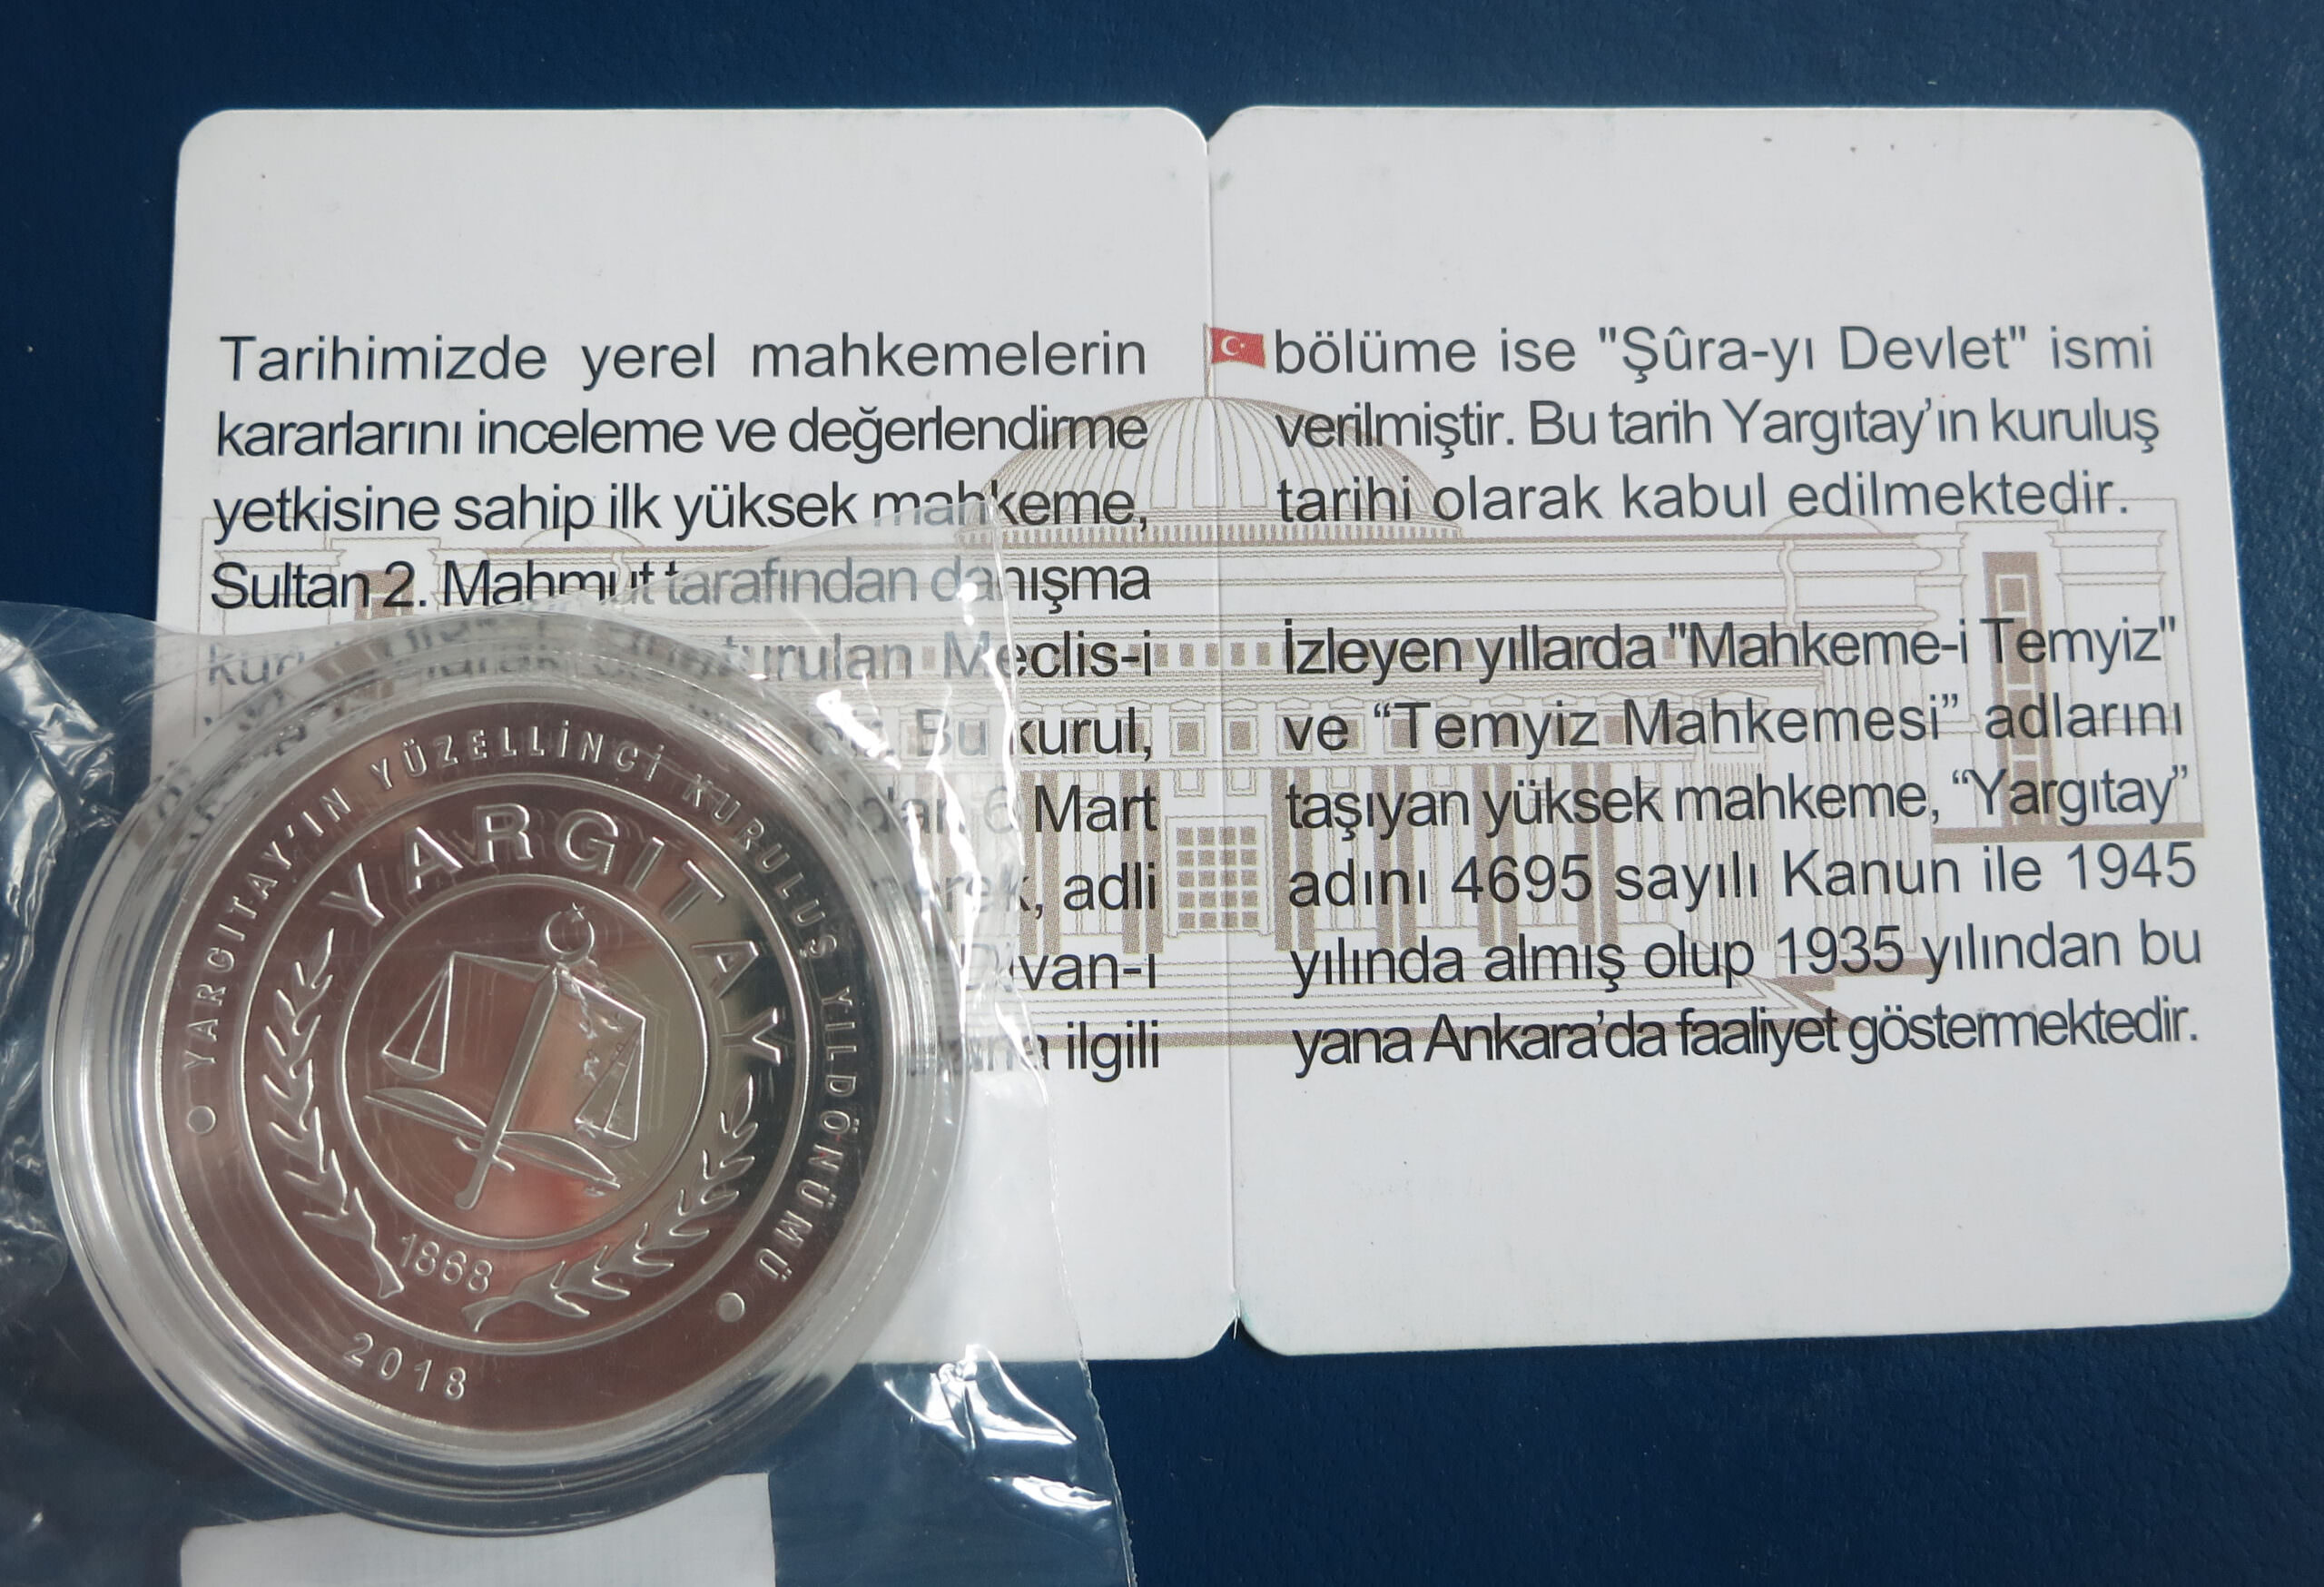 Tarihimizde yerel mahkemelerin
kararlarını inceleme ve değerlendirme
yetkisine sahip ilk yüksek mahkeme,
Sultan 2. Mahmut tarafından danışma
Meclis-i
Bu kurul,
6 Mart
adli
ilgili
bölüme ise "Şûra-yı Devlet" ismi
verilmiştir. Bu tarih Yargıtay’in kuruluş
tarihi olarak kabul edilmektedir.
İzleyen yıllarda "Mahkeme-i Temyiz"
ve “Temyiz Mahkemesi” adlarını
taşıyan yüksek mahkeme, “Yargıtay”
adını 4695 sayılı Kanun ile 1945
yılında almış olup 1935 yılından bu
yana Ankara’da faaliyet göstermektedir.
YARGITAY'IN YÜZELLİNCİ KURULUŞ YILDÖNÜMÜ
YARGITAY
1868
2018